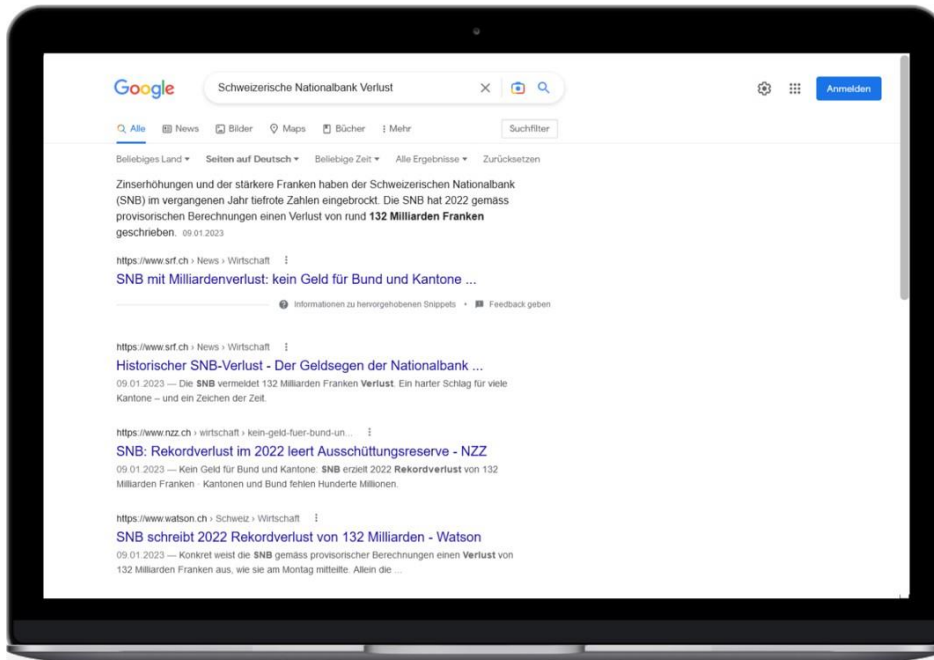 Google
Schweizerische Nationalbank Verlust
Anmelden
Alle News Bilder Maps Bücher Mehr Suchfilter
Beliebiges Land Seiten auf Deutsch Beliebige Zeit Alle Ergebnisse Zurücksetzen
Zinserhöhungen und der stärkere Franken haben der Schweizerischen Nationalbank
(SNB) im vergangenen Jahr tiefrote Zahlen eingebrockt. Die SNB hat 2022 gemäss
provisorischen Berechnungen einen Verlust von rund 132 Milliarden Franken
geschrieben. 09.01.2023
https://www.srf.ch › News › Wirtschaft
SNB mit Milliardenverlust: kein Geld für Bund und Kantone ...
Informationen zu hervorgehobenen Snippets • Feedback geben
https://www.srf.ch › News › Wirtschaft
Historischer SNB-Verlust - Der Geldsegen der Nationalbank ...
09.01.2023 — Die SNB vermeldet 132 Milliarden Franken Verlust. Ein harter Schlag für viele
Kantone – und ein Zeichen der Zeit.
https://www.nzz.ch › wirtschaft › kein-geld-fuer-bund-un...
SNB: Rekordverlust im 2022 leert Ausschüttungsreserve - NZZ
09.01.2023 — Kein Geld für Bund und Kantone: SNB erzielt 2022 Rekordverlust von 132
Milliarden Franken · Kantonen und Bund fehlen Hunderte Millionen.
https://www.watson.ch › Schweiz › Wirtschaft
SNB schreibt 2022 Rekordverlust von 132 Milliarden - Watson
09.01.2023 — Konkret weist die SNB gemäss provisorischer Berechnungen einen Verlust von
132 Milliarden Franken aus, wie sie am Montag mitteilte. Allein die ...